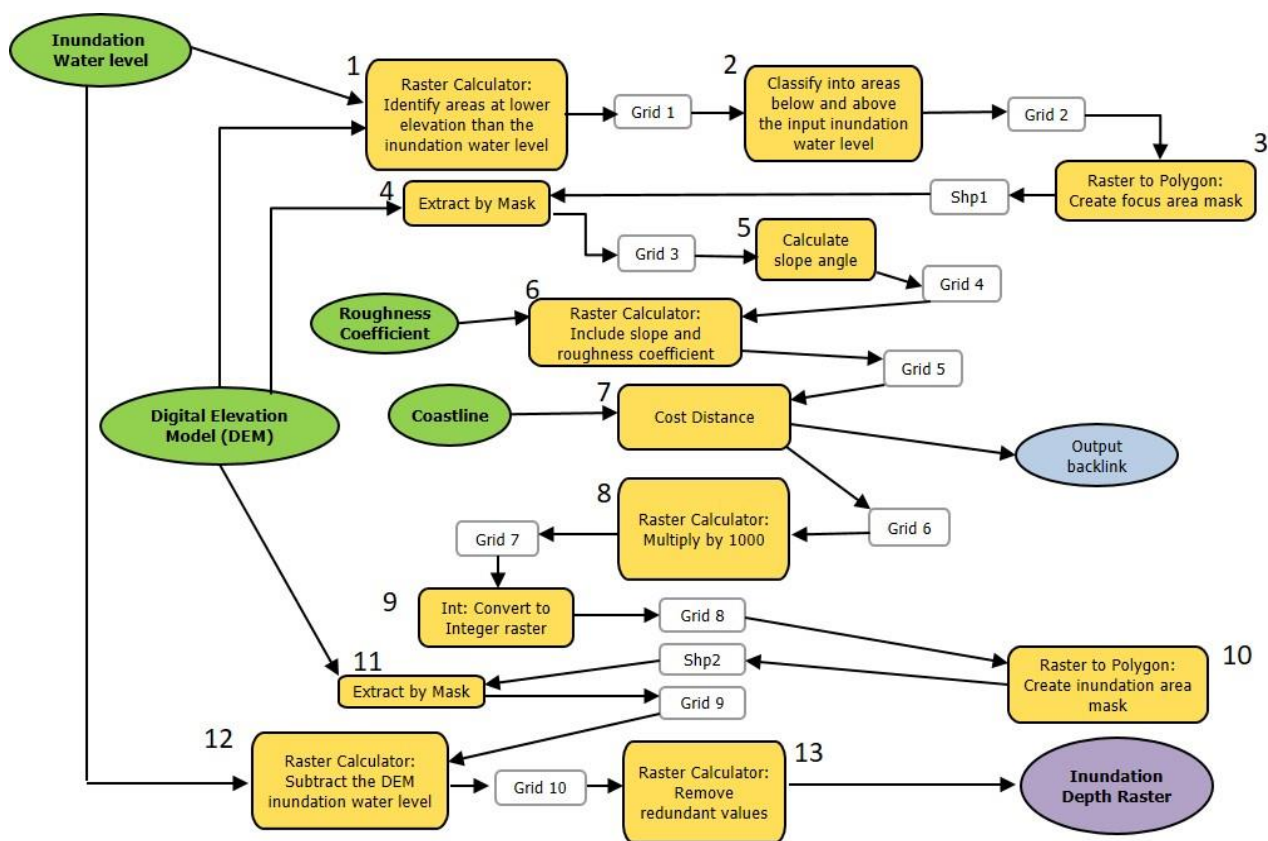 Inundation
Water level
1
Raster Calculator:
Identify areas at lower
elevation than the
inundation water level
Grid 1
2
Classify into areas
below and above
the input inundation
water level
Grid 2
3
Raster to Polygon:
Create focus area mask
Shp1
4
Extract by Mask
Grid 3
5
Calculate
slope angle
Grid 4
Roughness
Coefficient
6
Raster Calculator:
Include slope and
roughness coefficient
Grid 5
Digital Elevation
Model (DEM)
Coastline
7
Cost Distance
Output
backlink
Grid 6
8
Raster Calculator:
Multiply by 1000
Grid 7
9
Int: Convert to
Integer raster
Grid 8
10
Raster to Polygon:
Create inundation area
mask
Shp2
11
Extract by Mask
Grid 9
12
Raster Calculator:
Subtract the DEM
inundation water level
Grid 10
13
Raster Calculator:
Remove
redundant values
Inundation
Depth Raster